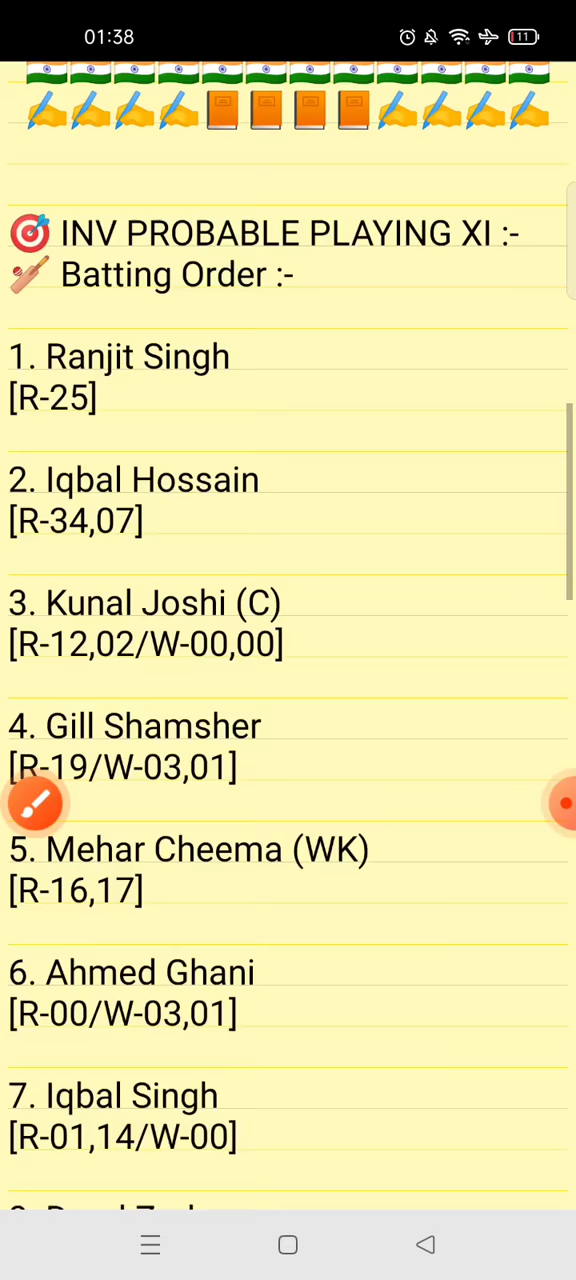 01:38
11
INV PROBABLE PLAYING XI :-
Batting Order :-
1. Ranjit Singh
[R-25]
2. Iqbal Hossain
[R-34,07]
3. Kunal Joshi (C)
[R-12,02/W-00,00]
4. Gill Shamsher
[R-19/W-03,01]
5. Mehar Cheema (WK)
[R-16,17]
6. Ahmed Ghani
[R-00/W-03,01]
7. Iqbal Singh
[R-01,14/W-00]